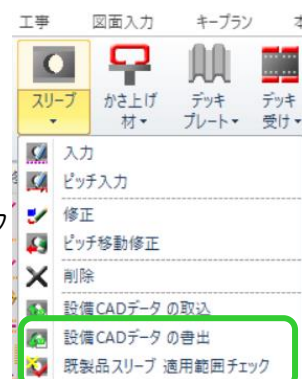 工事 図面入力 キープラン
スリーブ かさ上げ材 デッキプレート デッキ受け
入力
ピッチ入力
修正
ピッチ移動修正
削除
設備CADデータ の取込
設備CADデータ の書出
既製品スリーブ 適用範囲チェック